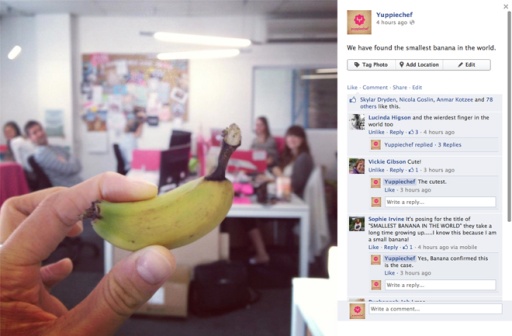 Yuppiechef
4 hours ago
We have found the smallest banana in the world.
Tag Photo Add Location Edit
Like · Comment · Share · Edit
Skylar Dryden, Nicola Goslin, Anmar Kotzee and 78
others like this.
Lucinda Higson and the wierdest finger in the
world too
Unlike · Reply · 3 · 4 hours ago
Yuppiechef replied · 3 Replies
Vickie Gibson Cute!
Unlike · Reply · 1 · 4 hours ago
Yuppiechef The cutest.
Like · 3 hours ago
Write a reply...
Sophie Irvine It's posing for the title of
"SMALLEST BANANA IN THE WORLD" they take a
long time growing up.....I know this because I am
a small banana!
Like · Reply · 1 · 4 hours ago via mobile
Yuppiechef Yes, Banana confirmed this
is the case.
Like · 3 hours ago
Write a reply...
Write a comment...